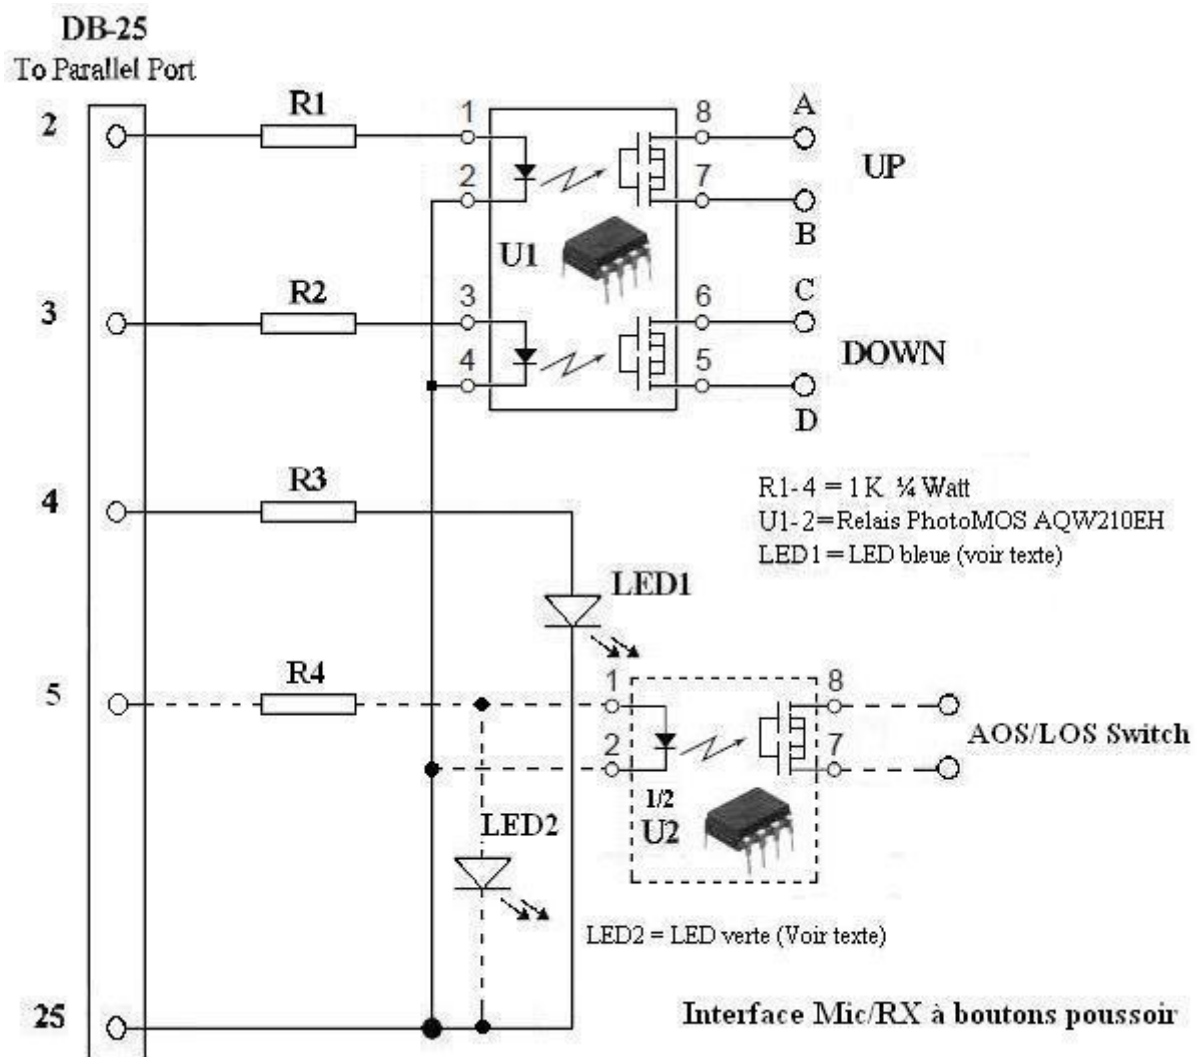 DB-25
To Parallel Port
2
R1
1
8
A
UP
2
7
B
U1
3
R2
3
6
C
DOWN
4
5
D
4
R3
R1-4 = 1K ¼ Watt
U1-2=Relais PhotoMOS AQW210EH
LED1 = LED bleue (voir texte)
LED1
5
R4
1
8
AOS/LOS Switch
2
7
1/2
U2
LED2
LED2 = LED verte (Voir texte)
25
Interface Mic/RX à boutons poussoir